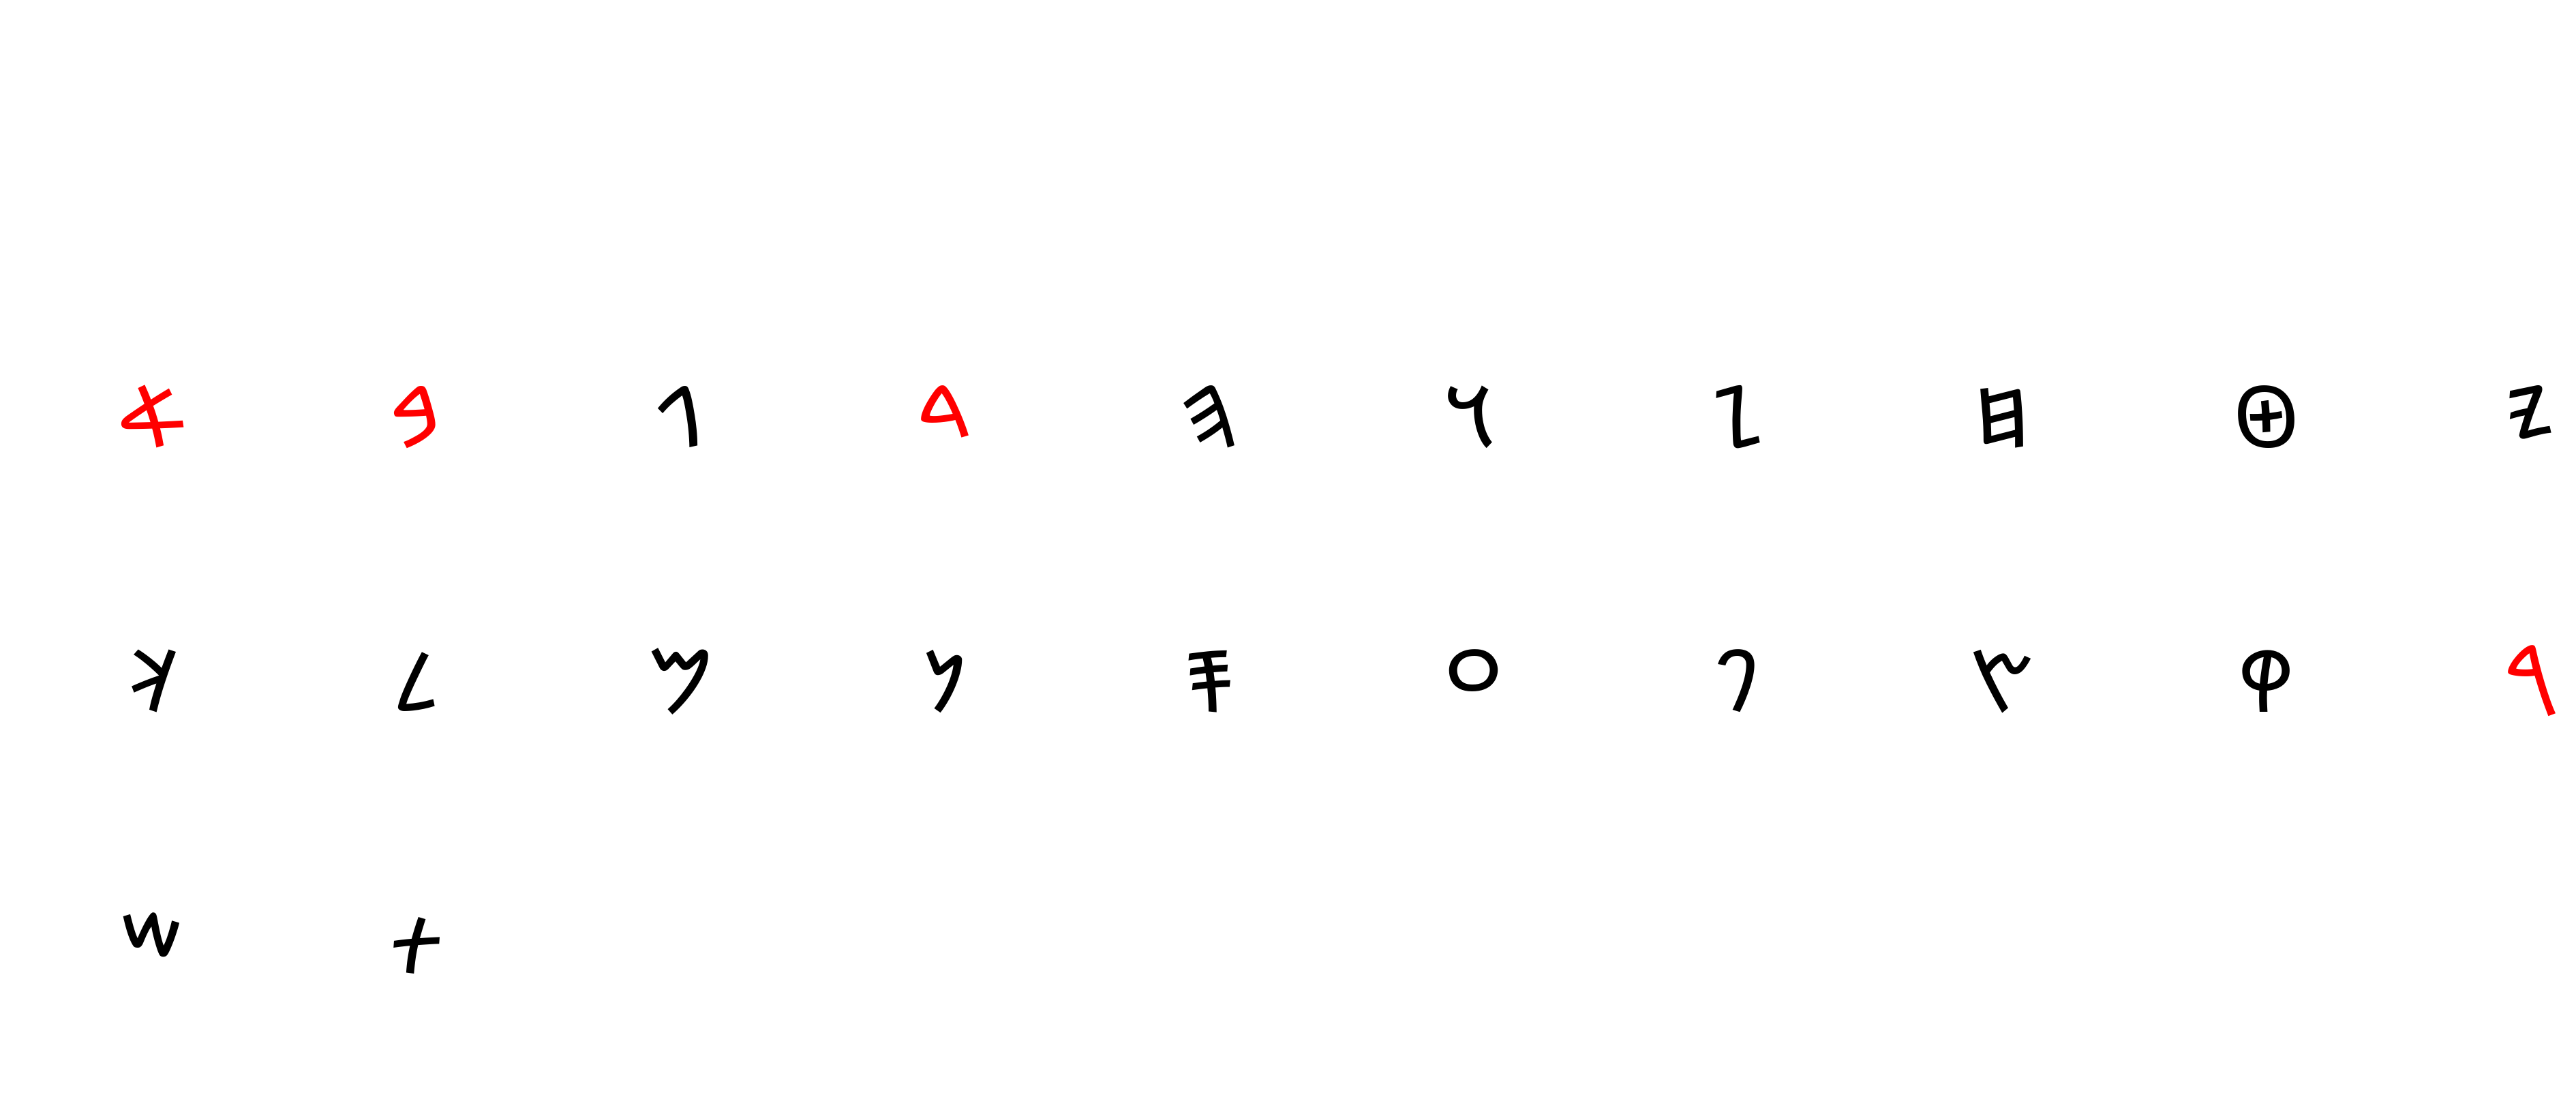 𐤀 𐤁 𐤂 𐤃 𐤄 𐤅 𐤆 𐤇 𐤈 𐤉
𐤊 𐤋 𐤌 𐤍 𐤎 𐤏 𐤐 𐤑 𐤒 𐤓
𐤔 𐤕